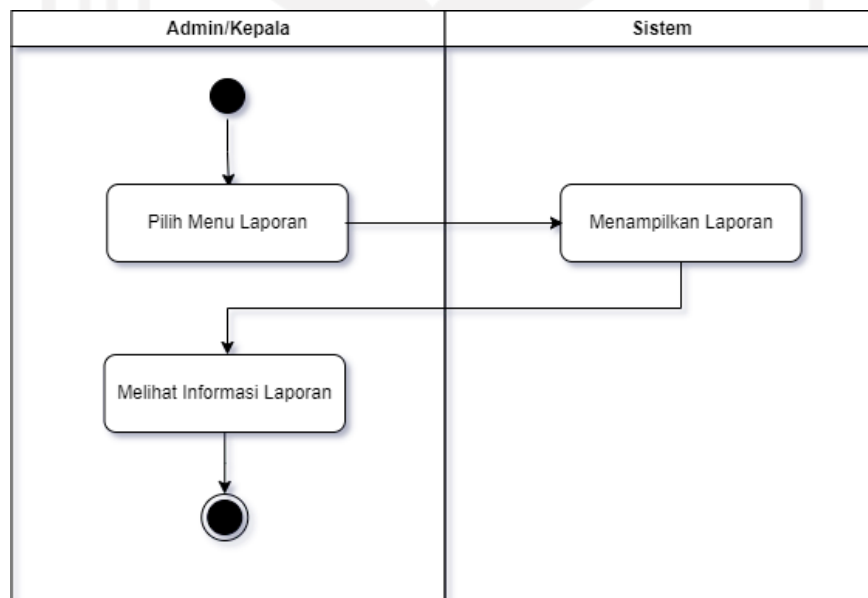 Admin/Kepala
Sistem
Pilih Menu Laporan
Menampilkan Laporan
Melihat Informasi Laporan